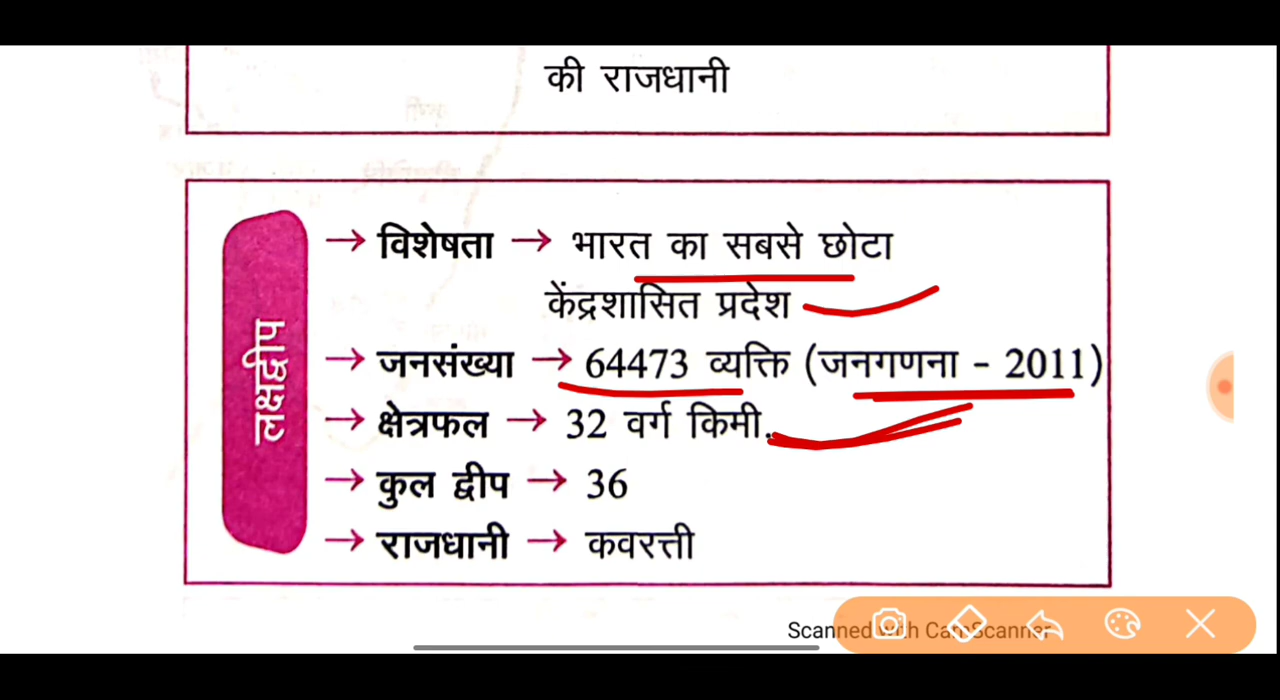 की राजधानी
लक्षद्वीप
→ विशेषता → भारत का सबसे छोटा
केंद्रशासित प्रदेश
→ जनसंख्या → 64473 व्यक्ति (जनगणना - 2011)
→ क्षेत्रफल → 32 वर्ग किमी.
→ कुल द्वीप → 36
→ राजधानी → कवरत्ती
Scanned with CamScanner